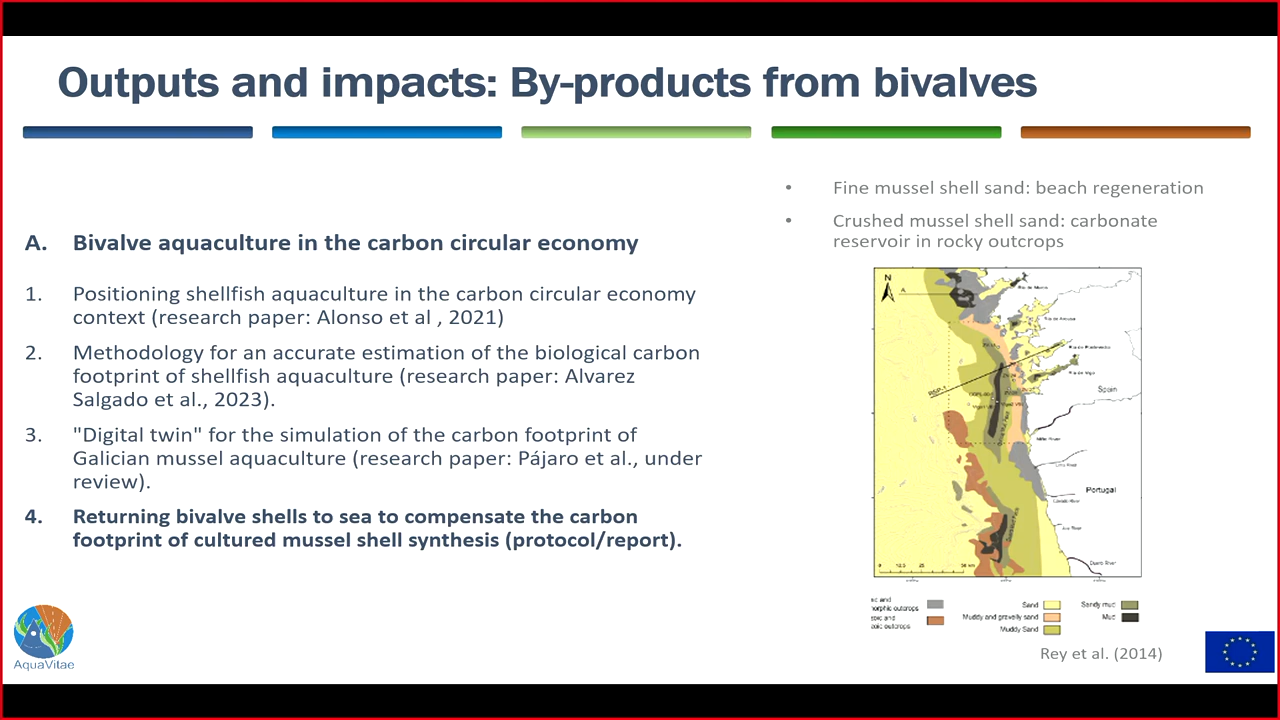 Outputs and impacts: By-products from bivalves
A. Bivalve aquaculture in the carbon circular economy
1. Positioning shellfish aquaculture in the carbon circular economy
context (research paper: Alonso et al , 2021)
2. Methodology for an accurate estimation of the biological carbon
footprint of shellfish aquaculture (research paper: Alvarez
Salgado et al., 2023).
3. "Digital twin" for the simulation of the carbon footprint of
Galician mussel aquaculture (research paper: Pájaro et al., under
review).
4. Returning bivalve shells to sea to compensate the carbon
footprint of cultured mussel shell synthesis (protocol/report).
• Fine mussel shell sand: beach regeneration
• Crushed mussel shell sand: carbonate
reservoir in rocky outcrops
N
A
Spain
Portugal
Sand
Muddy and gravelly sand
Muddy Sand
Sandy mud
Mud
Rey et al. (2014)
AquaVitae